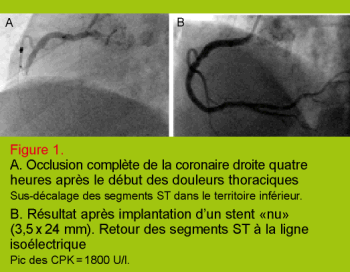 A
B
Figure 1.
A. Occlusion complète de la coronaire droite quatre
heures après le début des douleurs thoraciques
Sus-décalage des segments ST dans le territoire inférieur.
B. Résultat après implantation d’un stent «nu»
(3,5 x 24 mm). Retour des segments ST à la ligne
isoélectrique
Pic des CPK = 1800 U/l.